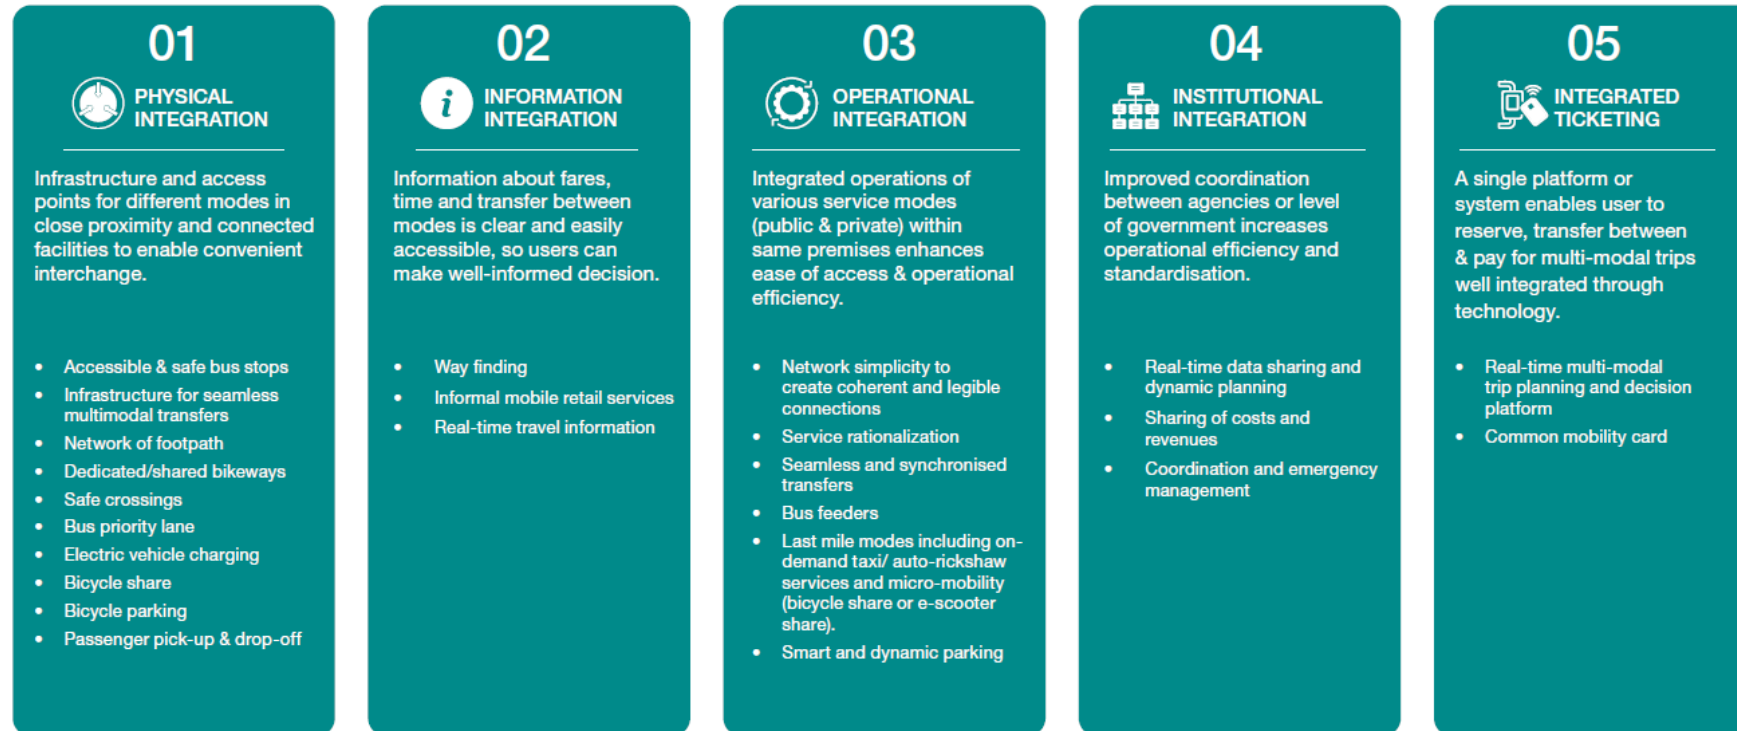 01
PHYSICAL
INTEGRATION
Infrastructure and access
points for different modes in
close proximity and connected
facilities to enable convenient
interchange.
• Accessible & safe bus stops
• Infrastructure for seamless
multimodal transfers
• Network of footpath
• Dedicated/shared bikeways
• Safe crossings
• Bus priority lane
• Electric vehicle charging
• Bicycle share
• Bicycle parking
• Passenger pick-up & drop-off
02
i
INFORMATION
INTEGRATION
Information about fares,
time and transfer between
modes is clear and easily
accessible, so users can
make well-informed decision.
• Way finding
• Informal mobile retail services
• Real-time travel information
03
OPERATIONAL
INTEGRATION
Integrated operations of
various service modes
(public & private) within
same premises enhances
ease of access & operational
efficiency.
• Network simplicity to
create coherent and legible
connections
• Service rationalization
• Seamless and synchronised
transfers
• Bus feeders
• Last mile modes including on-
demand taxi/ auto-rickshaw
services and micro-mobility
(bicycle share or e-scooter
share).
• Smart and dynamic parking
04
INSTITUTIONAL
INTEGRATION
Improved coordination
between agencies or level
of government increases
operational efficiency and
standardisation.
• Real-time data sharing and
dynamic planning
• Sharing of costs and
revenues
• Coordination and emergency
management
05
INTEGRATED
TICKETING
A single platform or
system enables user to
reserve, transfer between
& pay for multi-modal trips
well integrated through
technology.
• Real-time multi-modal
trip planning and decision
platform
• Common mobility card